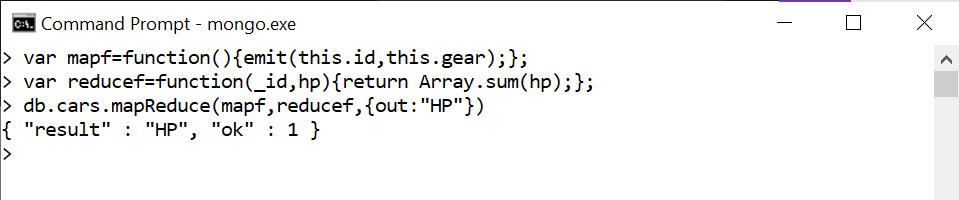 Command Prompt - mongo.exe
> var mapf=function(){emit(this.id,this.gear);};
> var reducef=function(_id,hp){return Array.sum(hp);};
> db.cars.mapReduce(mapf,reducef,{out:"HP"})
{ "result" : "HP", "ok" : 1 }
>